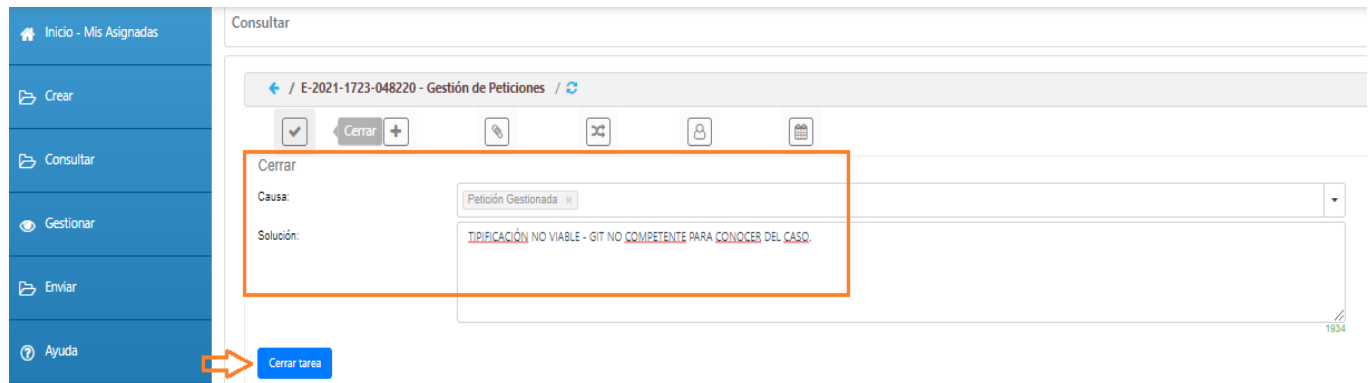 Inicio - Mis Asignadas
Crear
Consultar
Gestionar
Enviar
Ayuda
Consultar
/ E-2021-1723-048220 - Gestión de Peticiones /
Cerrar
Cerrar
Causa:
Petición Gestionada ×
Solución:
TIPIFICACIÓN NO VIABLE - GIT NO COMPETENTE PARA CONOCER DEL CASO.
1934
Cerrar tarea